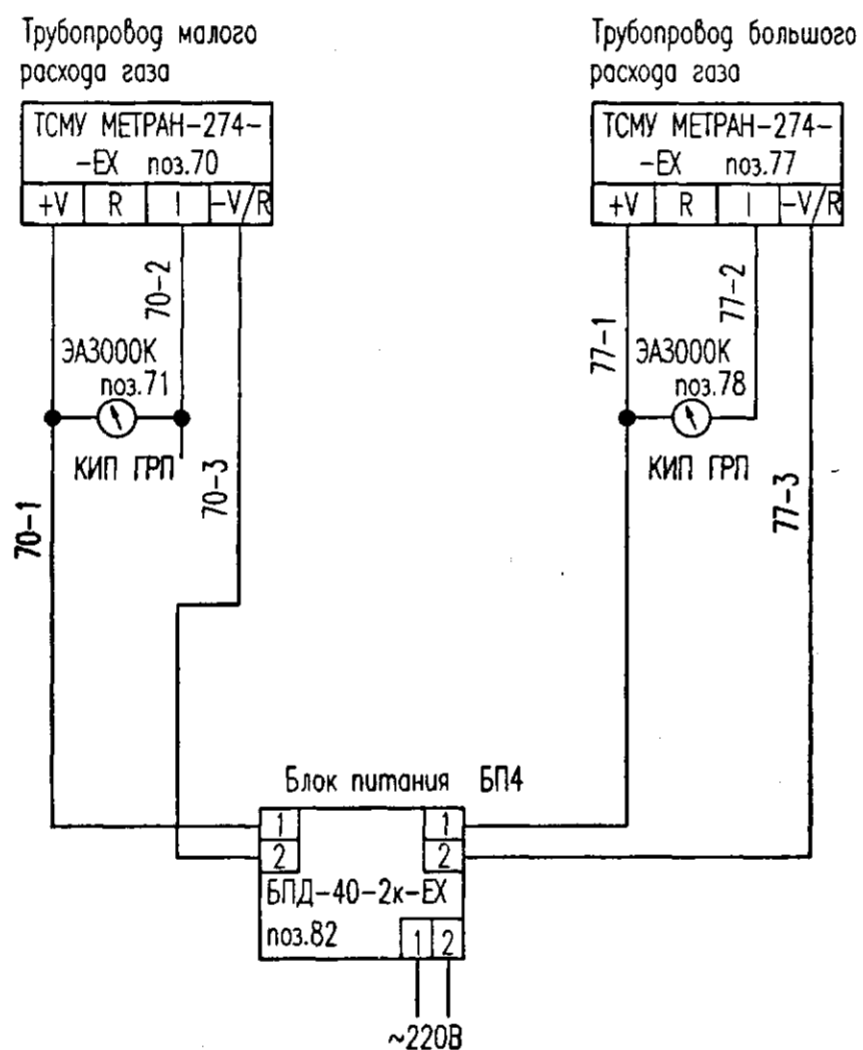 Трубопровод малого
расхода газа
ТСМУ МЕТРАН-274-
-ЕХ поз.70
+V R I -V/R
70-2
ЭА3000К
поз.71
КИП ГРП
70-1
70-3
Трубопровод большого
расхода газа
ТСМУ МЕТРАН-274-
-ЕХ поз.77
+V R I -V/R
77-1
77-2
ЭА3000К
поз.78
КИП ГРП
77-3
Блок питания БП4
1 1
2 2
БПД-40-2к-ЕХ
поз.82
1 2
~220В